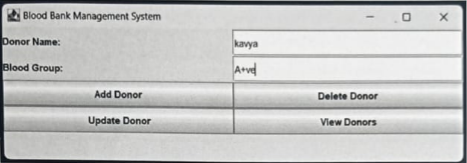 Blood Bank Management System
Donor Name: kavya
Blood Group: A+ve
Add Donor Delete Donor
Update Donor View Donors